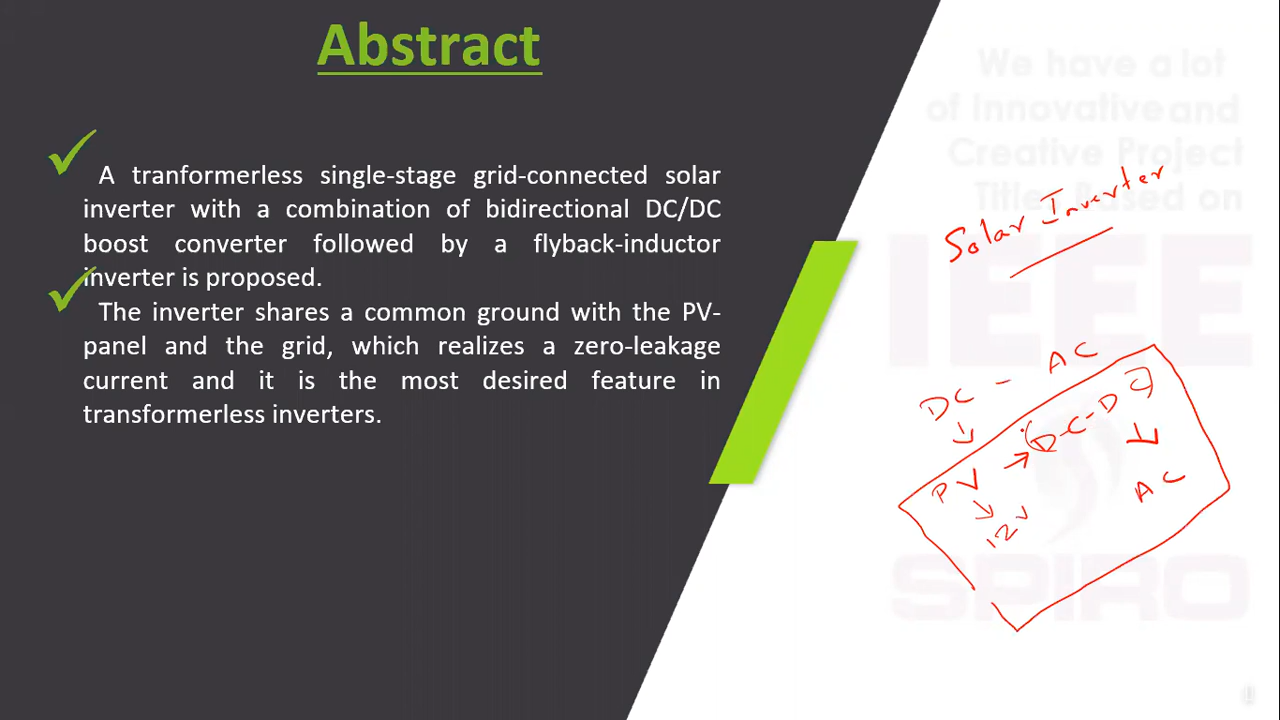 Abstract
A tranformerless single-stage grid-connected solar
inverter with a combination of bidirectional DC/DC
boost converter followed by a flyback-inductor
inverter is proposed.
The inverter shares a common ground with the PV-
panel and the grid, which realizes a zero-leakage
current and it is the most desired feature in
transformerless inverters.
We have a lot
of Innovative and
Creative Project
Titles Based on
IEEE
SPIRO
Solar Inverter
DC - AC
PV → (DC-DC)
12V
AC